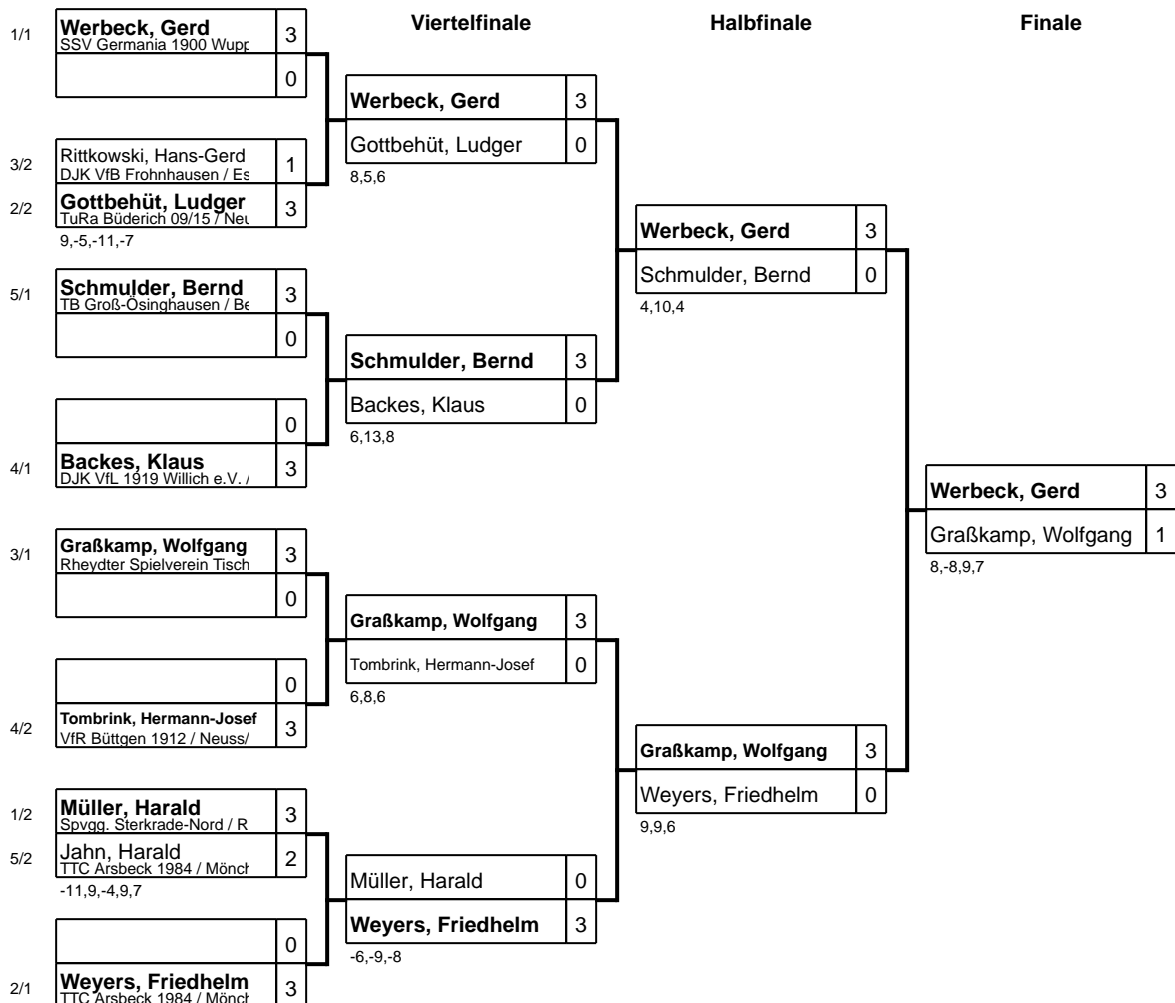 Viertelfinale
Halbfinale
Finale
1/1
Werbeck, Gerd 3
SSV Germania 1900 Wupp
0
3/2
Rittkowski, Hans-Gerd 1
DJK VfB Frohnhausen / Es
2/2
Gottbehüt, Ludger 3
TuRa Büderich 09/15 / Neu
9,-5,-11,-7
5/1
Schmulder, Bernd 3
TB Groß-Ösinghausen / Be
0
0
4/1
Backes, Klaus 3
DJK VfL 1919 Willich e.V. /
3/1
Graßkamp, Wolfgang 3
Rheydter Spielverein Tisch
0
0
4/2
Tombrink, Hermann-Josef 3
VfR Büttgen 1912 / Neuss/
1/2
Müller, Harald 3
Spvgg. Sterkrade-Nord / R
5/2
Jahn, Harald 2
TTC Arsbeck 1984 / Mönch
-11,9,-4,9,7
0
2/1
Weyers, Friedhelm 3
TTC Arsbeck 1984 / Mönch
Werbeck, Gerd 3
Gottbehüt, Ludger 0
8,5,6
Schmulder, Bernd 3
Backes, Klaus 0
6,13,8
Graßkamp, Wolfgang 3
Tombrink, Hermann-Josef 0
6,8,6
Müller, Harald 0
Weyers, Friedhelm 3
-6,-9,-8
Werbeck, Gerd 3
Schmulder, Bernd 0
4,10,4
Graßkamp, Wolfgang 3
Weyers, Friedhelm 0
9,9,6
Werbeck, Gerd 3
Graßkamp, Wolfgang 1
8,-8,9,7